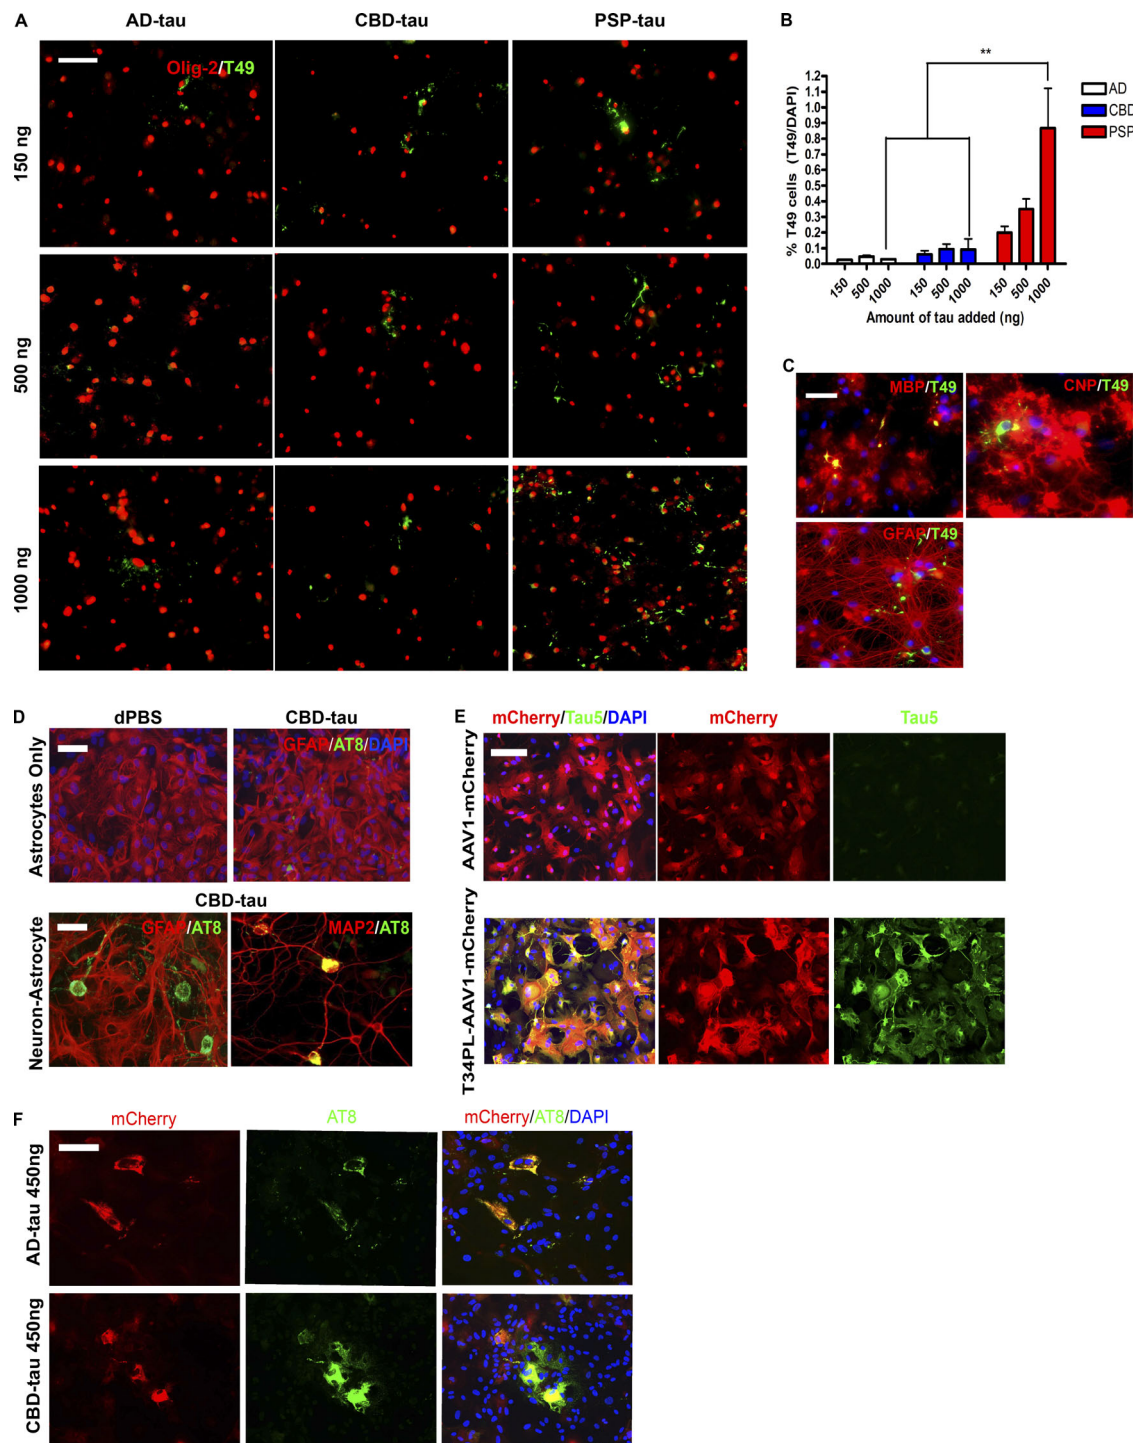 A
AD-tau CBD-tau PSP-tau
Olig-2/T49
150 ng
500 ng
1000 ng
B
**
% T49 cells (T49/DAPI)
1.2
1.1
1.0
0.9
0.8
0.7
0.6
0.5
0.4
0.3
0.2
0.1
0.0
150 500 1000 150 500 1000 150 500 1000
Amount of tau added (ng)
AD
CBD
PSP
C
MBP/T49 CNP/T49
GFAP/T49
D
dPBS CBD-tau
Astrocytes Only
GFAP/AT8/DAPI
CBD-tau
Neuron-Astrocyte
GFAP/AT8 MAP2/AT8
E
mCherry/Tau5/DAPI mCherry Tau5
AAV1-mCherry
T34PL-AAV1-mCherry
F
mCherry AT8 mCherry/AT8/DAPI
AD-tau 450ng
CBD-tau 450ng